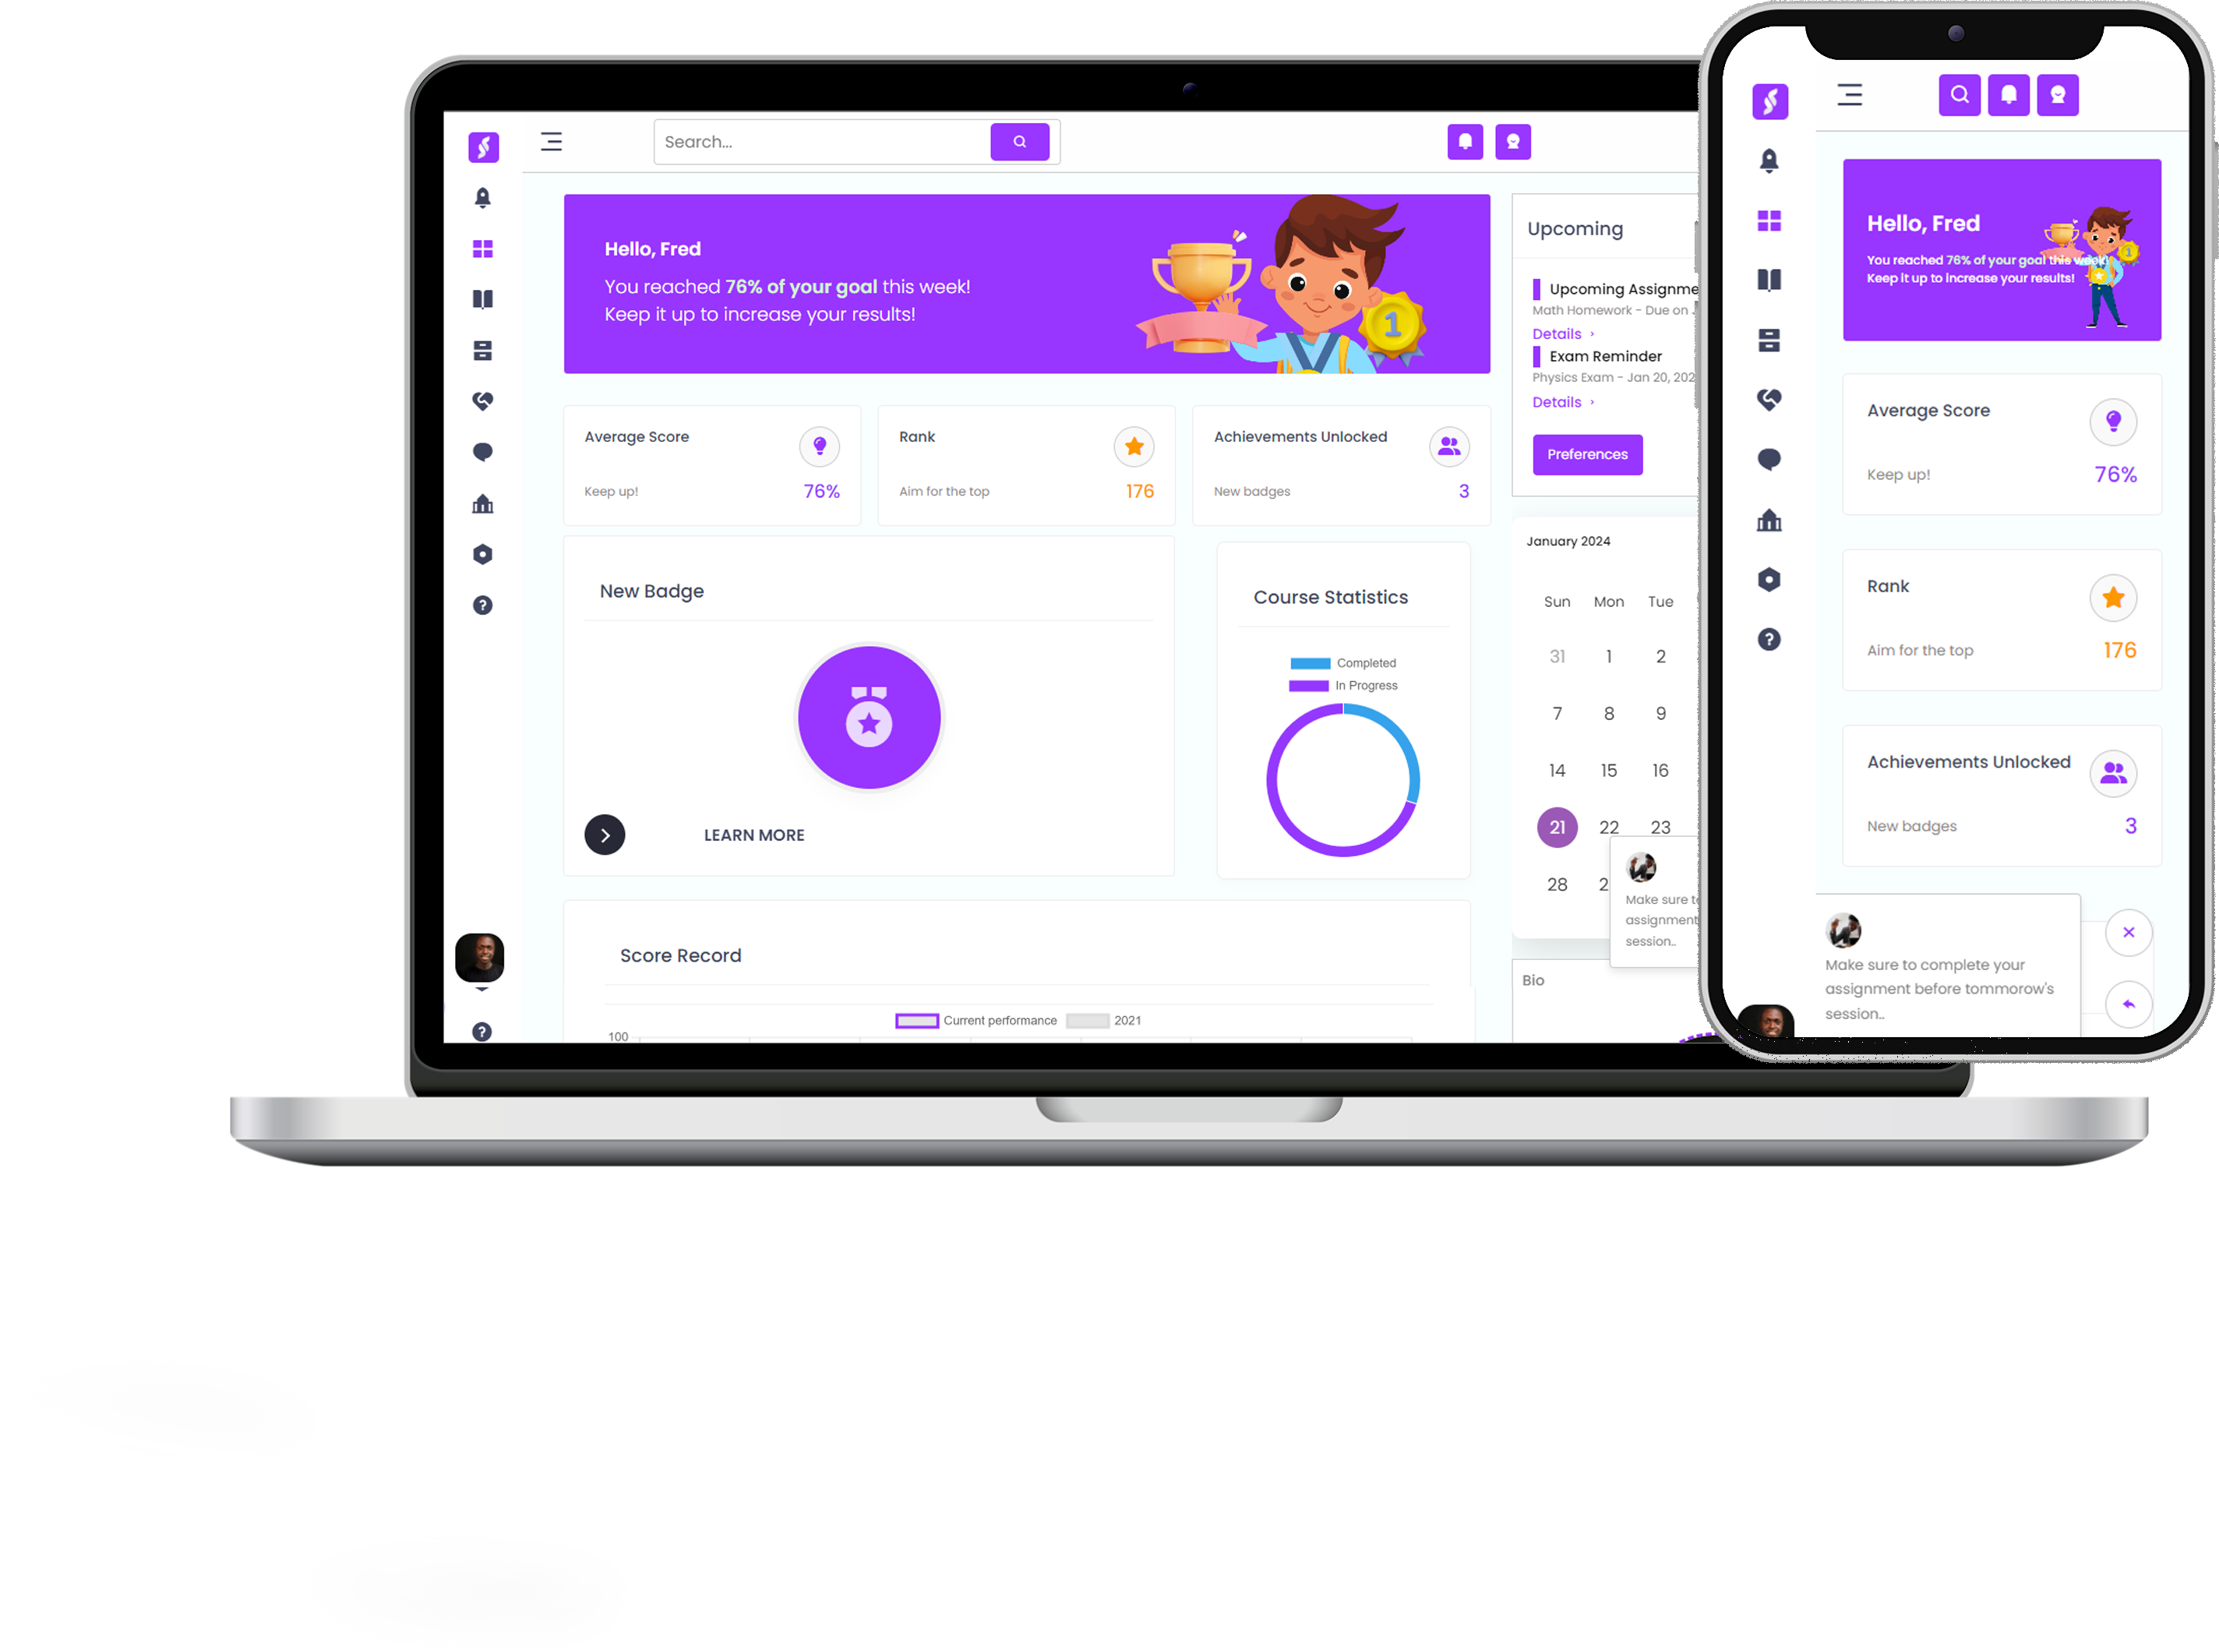 Search...
Hello, Fred
You reached 76% of your goal this week!
Keep it up to increase your results!
Average Score
Keep up!
76%
Rank
Aim for the top
176
Achievements Unlocked
New badges
3
New Badge
LEARN MORE
Course Statistics
Completed
In Progress
Score Record
Current performance
2021
100
Upcoming
Upcoming Assignme
Math Homework - Due on
Details
Exam Reminder
Physics Exam - Jan 20, 202
Details
Preferences
January 2024
Sun Mon Tue
31 1 2
7 8 9
14 15 16
21 22 23
28 2
Make sure t
assignment
session..
Bio
Hello, Fred
You reached 76% of your goal this week!
Keep it up to increase your results!
1
Average Score
Keep up!
76%
Rank
Aim for the top
176
Achievements Unlocked
New badges
3
Make sure to complete your
assignment before tommorow's
session..